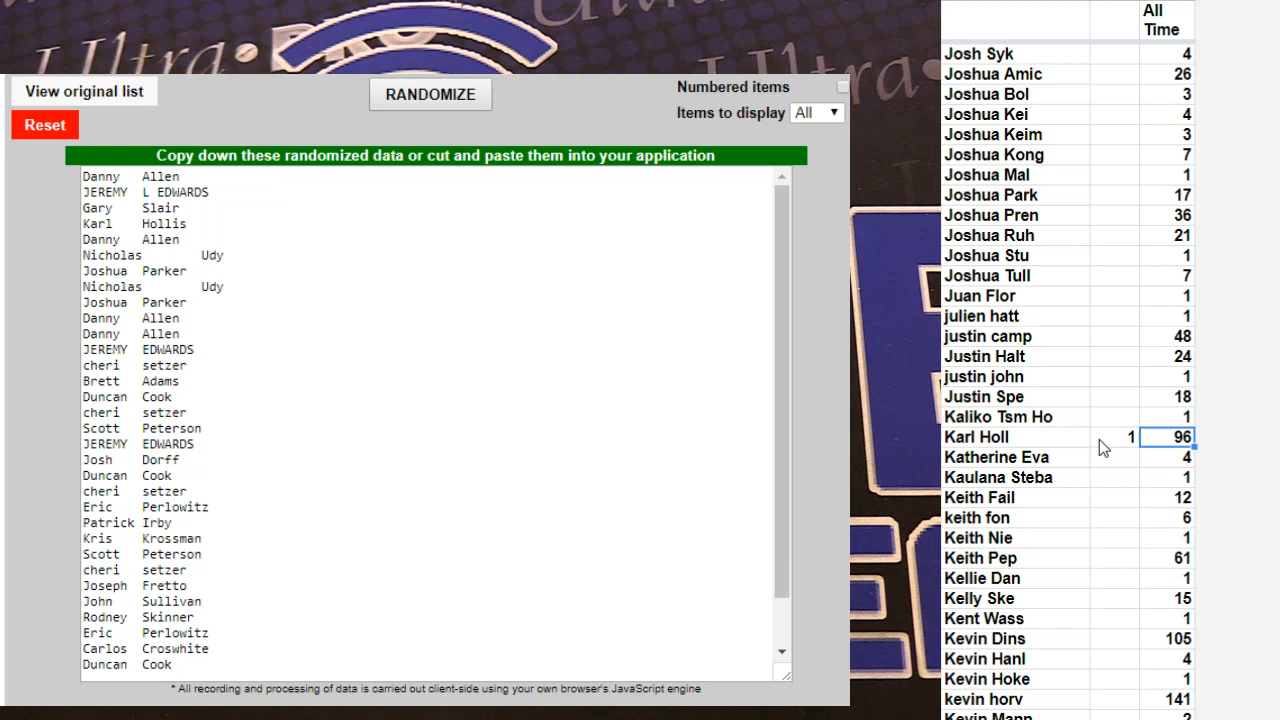 View original list
RANDOMIZE
Numbered items
Items to display All
Reset
Copy down these randomized data or cut and paste them into your application
Danny Allen
JEREMY L EDWARDS
Gary Slair
Karl Hollis
Danny Allen
Nicholas Udy
Joshua Parker
Nicholas Udy
Joshua Parker
Danny Allen
Danny Allen
JEREMY EDWARDS
cheri setzer
Brett Adams
Duncan Cook
cheri setzer
Scott Peterson
JEREMY EDWARDS
Josh Dorff
Duncan Cook
cheri setzer
Eric Perlowitz
Patrick Irby
Kris Krossman
Scott Peterson
cheri setzer
Joseph Fretto
John Sullivan
Rodney Skinner
Eric Perlowitz
Carlos Croswhite
Duncan Cook
* All recording and processing of data is carried out client-side using your own browser's JavaScript engine
All
Time
Josh Syk 4
Joshua Amic 26
Joshua Bol 3
Joshua Kei 4
Joshua Keim 3
Joshua Kong 7
Joshua Mal 1
Joshua Park 17
Joshua Pren 36
Joshua Ruh 21
Joshua Stu 1
Joshua Tull 7
Juan Flor 1
julien hatt 1
justin camp 48
Justin Halt 24
justin john 1
Justin Spe 18
Kaliko Tsm Ho 1
Karl Holl 1 96
Katherine Eva 4
Kaulana Steba 1
Keith Fail 12
keith fon 6
Keith Nie 1
Keith Pep 61
Kellie Dan 1
Kelly Ske 15
Kent Wass 1
Kevin Dins 105
Kevin Hanl 4
Kevin Hoke 1
kevin horv 141
Kevin Mann 2
Ultra PRO
Ultra